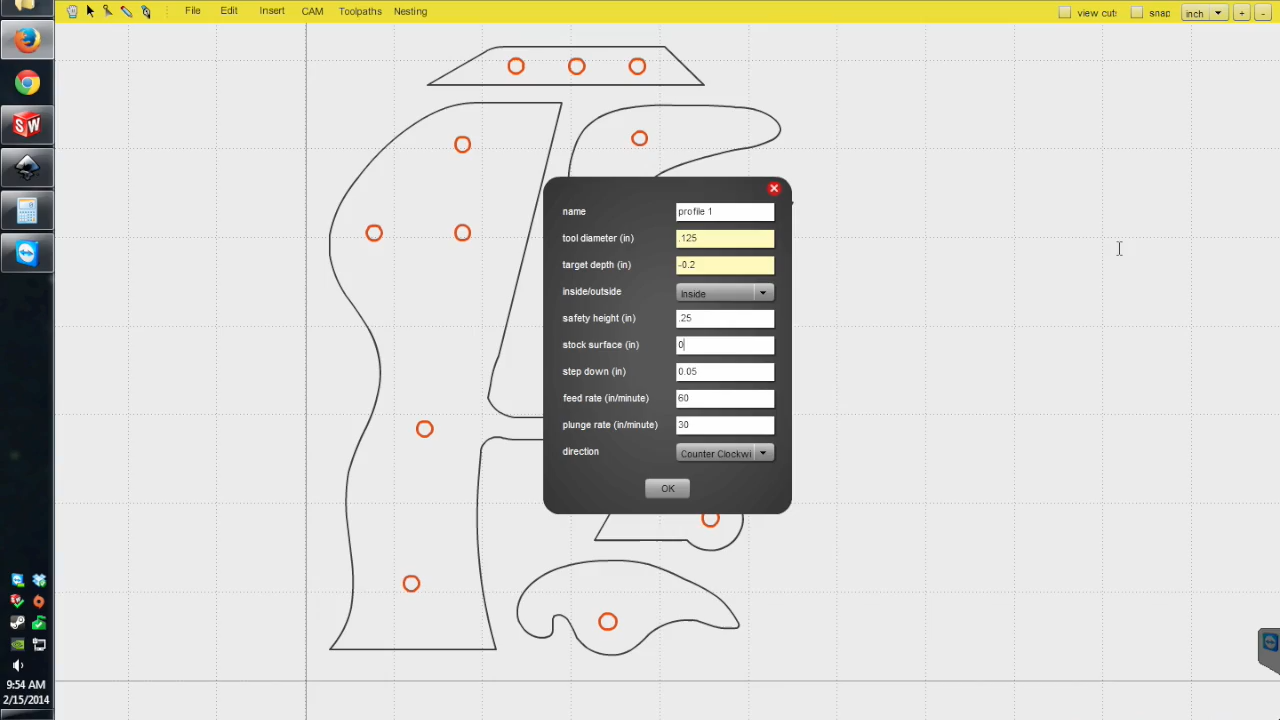 File Edit Insert CAM Toolpaths Nesting view cut snap inch + -
name profile 1
tool diameter (in) .125
target depth (in) -0.2
inside/outside Inside
safety height (in) .25
stock surface (in) 0
step down (in) 0.05
feed rate (in/minute) 60
plunge rate (in/minute) 30
direction Counter Clockwi
OK
SW
9:54 AM
2/15/2014